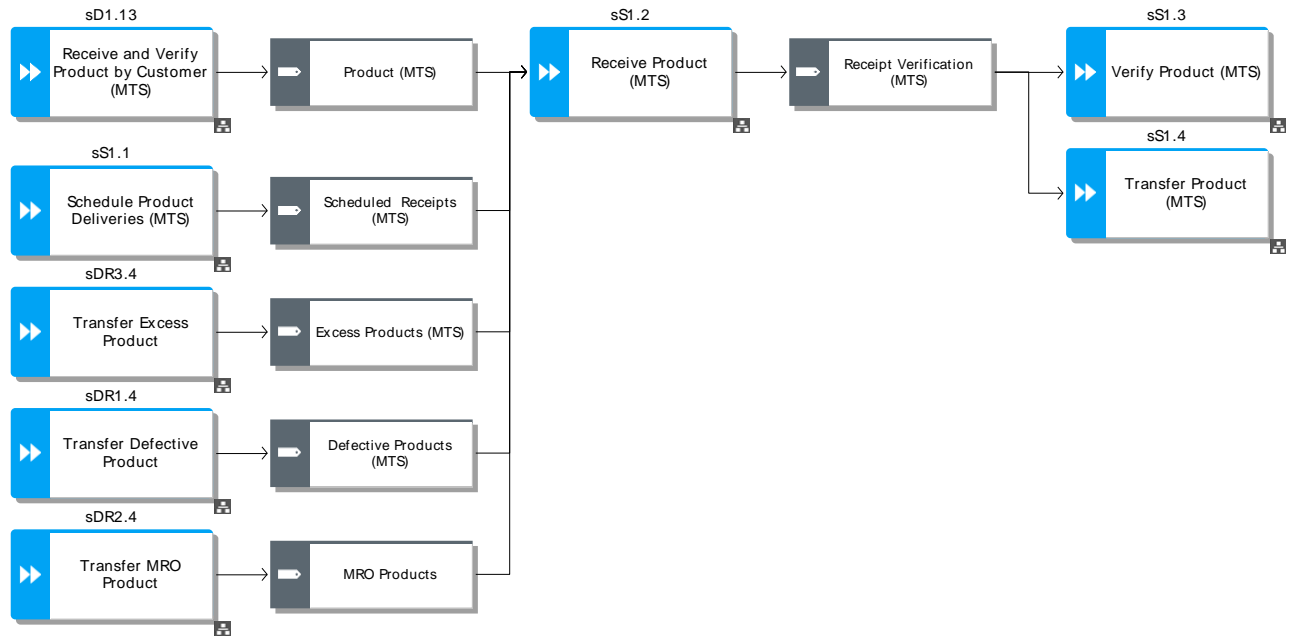 sD1.13
Receive and Verify
Product by Customer
(MTS)
Product (MTS)
sS1.2
Receive Product
(MTS)
Receipt Verification
(MTS)
sS1.3
Verify Product (MTS)
sS1.4
Transfer Product
(MTS)
sS1.1
Schedule Product
Deliveries (MTS)
Scheduled Receipts
(MTS)
sDR3.4
Transfer Excess
Product
Excess Products (MTS)
sDR1.4
Transfer Defective
Product
Defective Products
(MTS)
sDR2.4
Transfer MRO
Product
MRO Products